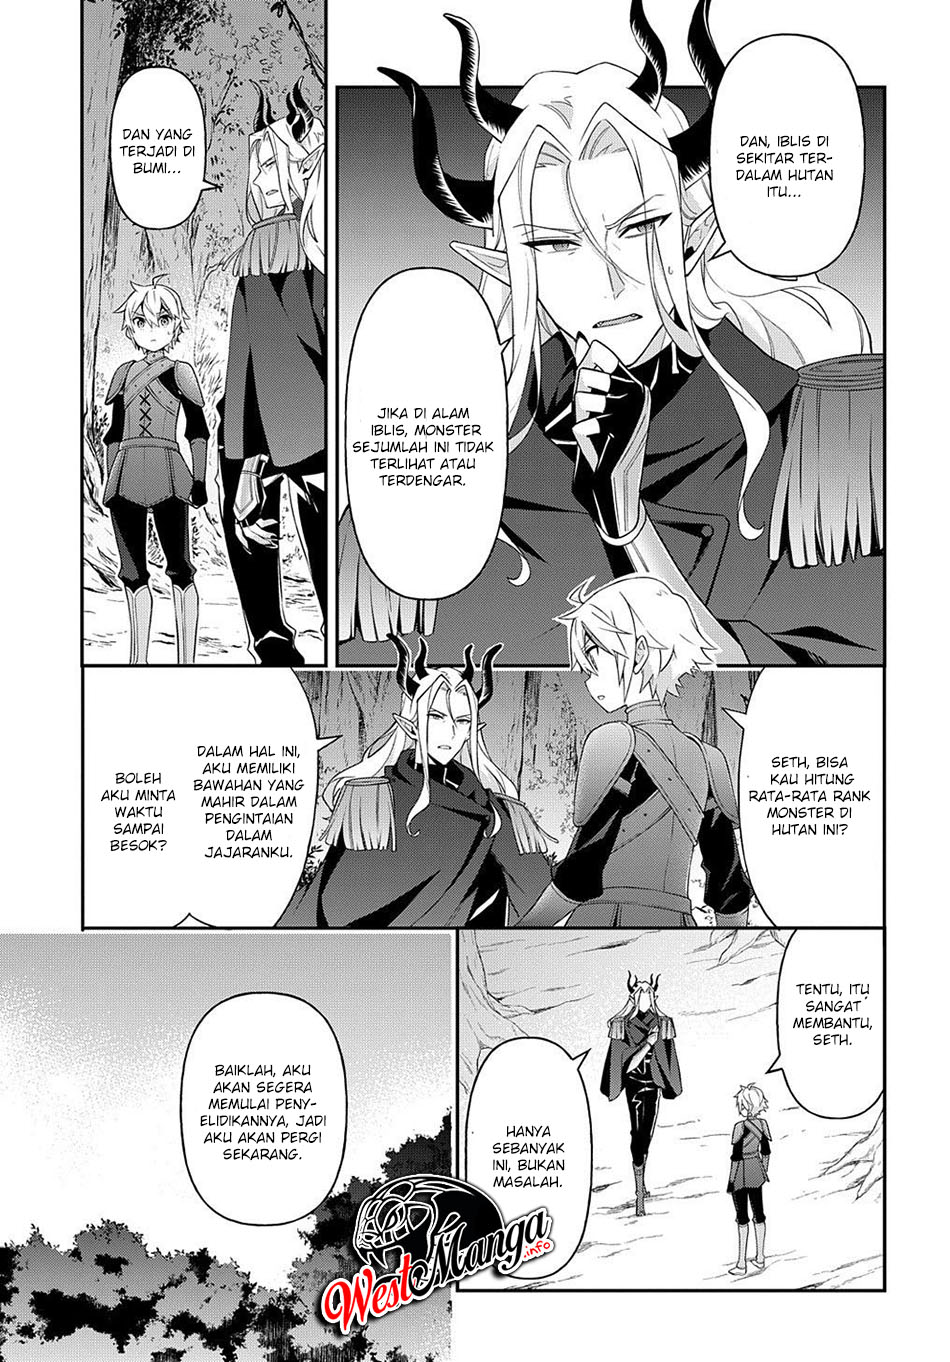 DAN, IBLIS DI
SEKITAR TER-
DALAM HUTAN
ITU...
JIKA DI ALAM
IBLIS, MONSTER
SEJUMLAH INI TIDAK
TERLIHAT ATAU
TERDENGAR.
DAN YANG
TERJADI DI
BUMI...
SETH, BISA
KAU HITUNG
RATA-RATA RANK
MONSTER DI
HUTAN INI?
DALAM HAL INI,
AKU MEMILIKI
BAWAHAN YANG
MAHIR DALAM
PENGINTAIAN
DALAM
JAJARANKU.
BOLEH
AKU MINTA
WAKTU
SAMPAI
BESOK?
TENTU, ITU
SANGAT
MEMBANTU,
SETH.
HANYA
SEBANYAK
INI, BUKAN
MASALAH.
BAIKLAH, AKU
AKAN SEGERA
MEMULAI PENY-
ELIDIKANNYA, JADI
AKU AKAN PERGI
SEKARANG.
WestManga
.info